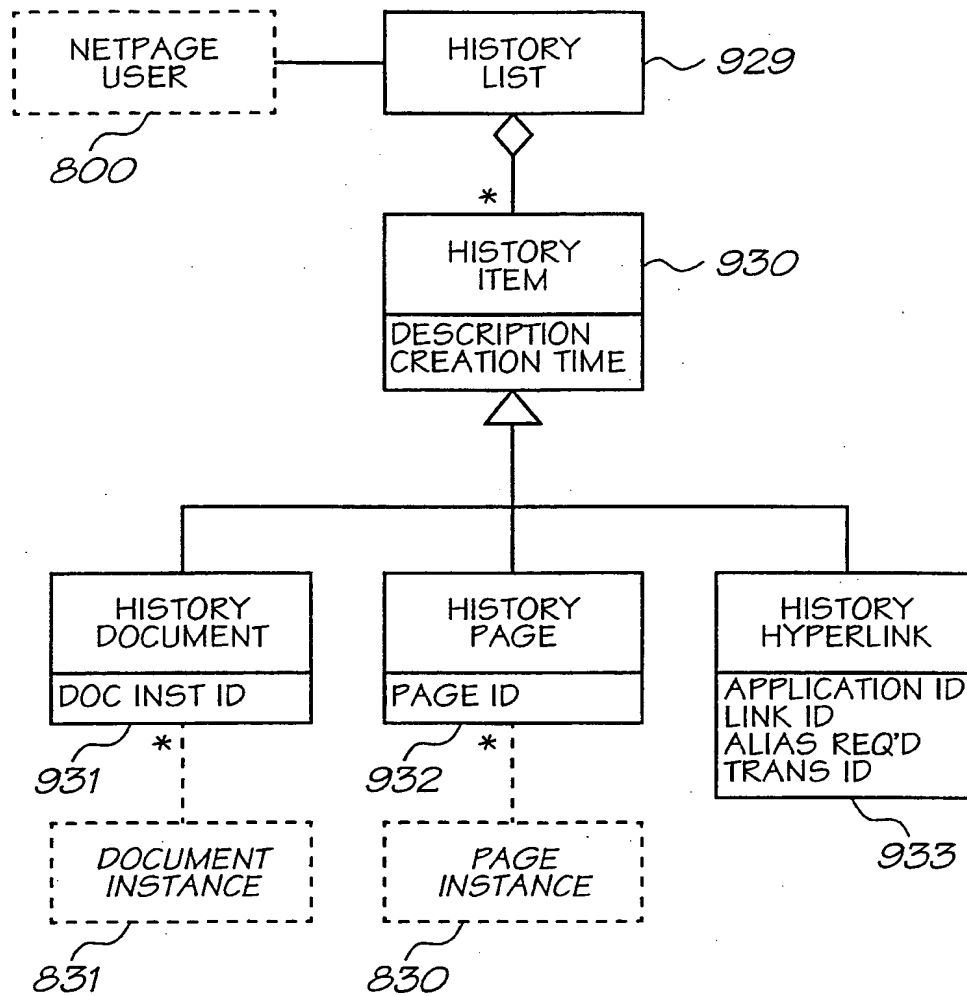 NETPAGE
USER
800
HISTORY
LIST
929
*
HISTORY
ITEM
930
DESCRIPTION
CREATION TIME
HISTORY
DOCUMENT
DOC INST ID
931
*
DOCUMENT
INSTANCE
831
HISTORY
PAGE
PAGE ID
932
*
PAGE
INSTANCE
830
HISTORY
HYPERLINK
APPLICATION ID
LINK ID
ALIAS REQ'D
TRANS ID
933